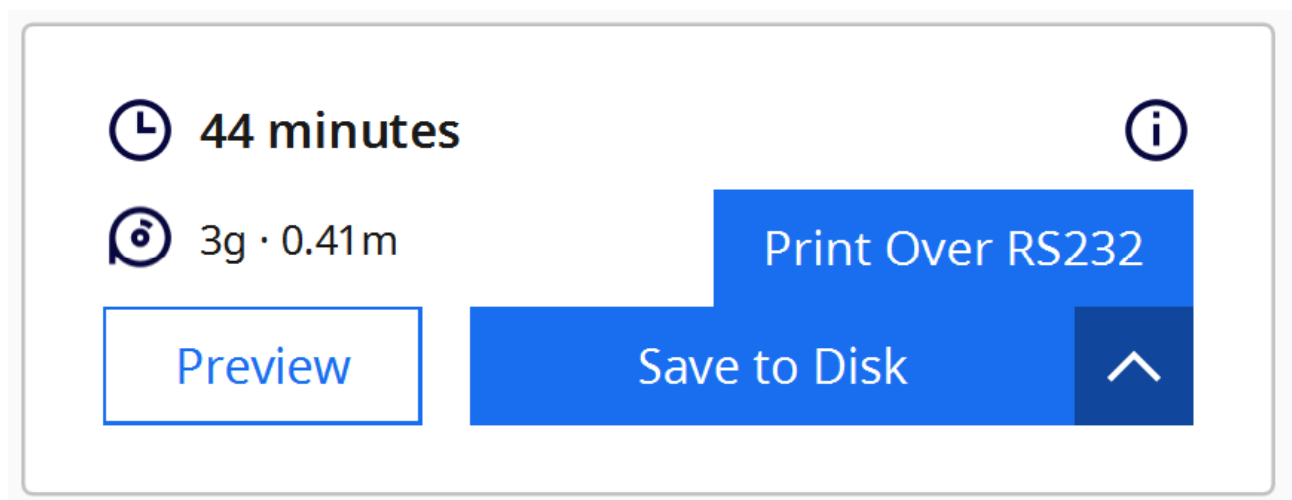 44 minutes
3g · 0.41m
Print Over RS232
Preview
Save to Disk